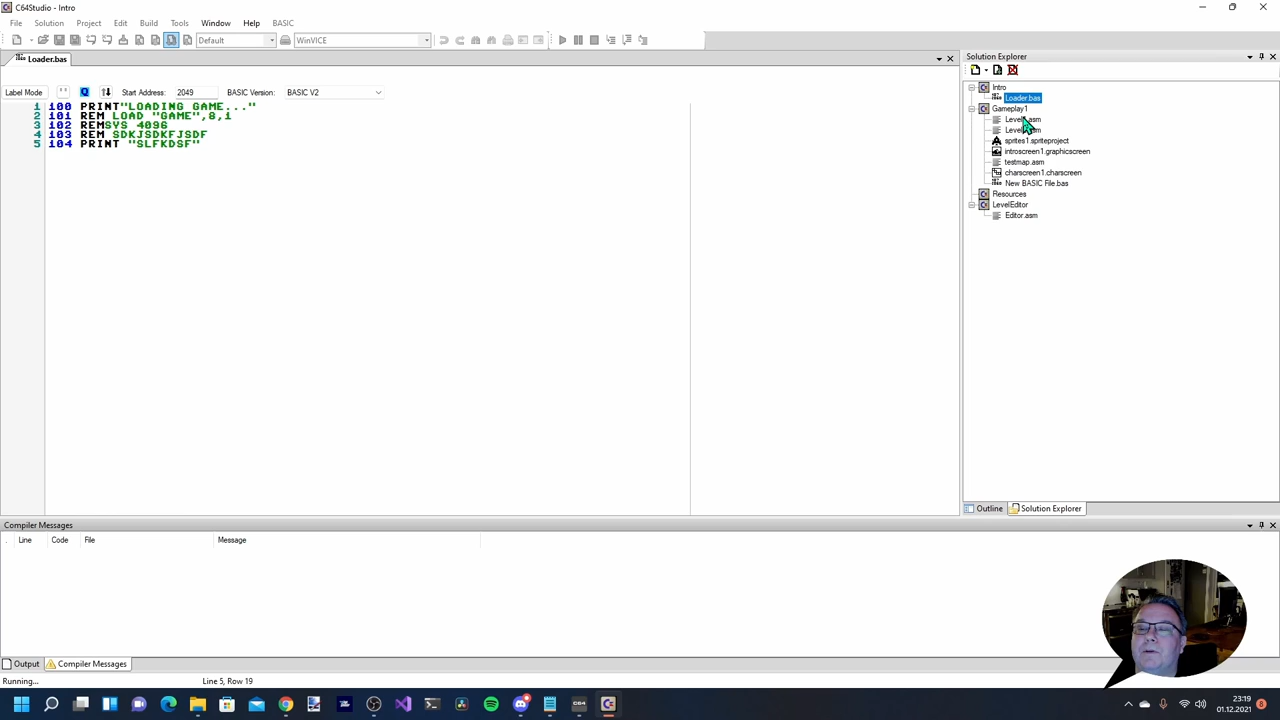 C64Studio - Intro
File Solution Project Edit Build Tools Window Help BASIC
Default WinVICE
Loader.bas
Label Mode " " Q Start Address: 2049 BASIC Version: BASIC V2
1 100 PRINT"LOADING GAME..."
2 101 REM LOAD "GAME",8,1
3 102 REMSYS 4096
4 103 REM SDKJSDKFJSDF
5 104 PRINT "SLFKDSF"
Solution Explorer
Intro
Loader.bas
Gameplay1
sprites1.spriteproject
introscreen1.graphicscreen
testmap.asm
charscreen1.charscreen
New BASIC File.bas
Resources
LevelEditor
Editor.asm
Outline Solution Explorer
Compiler Messages
. Line Code File Message
Output Compiler Messages
Running... Line 5, Row 19
23:19
01.12.2021